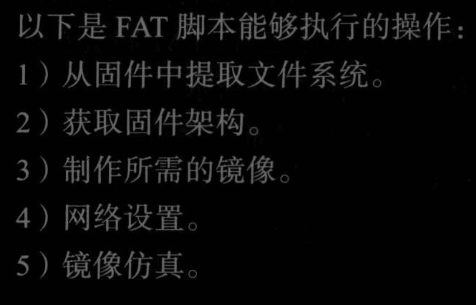 以下是 FAT 脚本能够执行的操作：
1）从固件中提取文件系统。
2）获取固件架构。
3）制作所需的镜像。
4）网络设置。
5）镜像仿真。